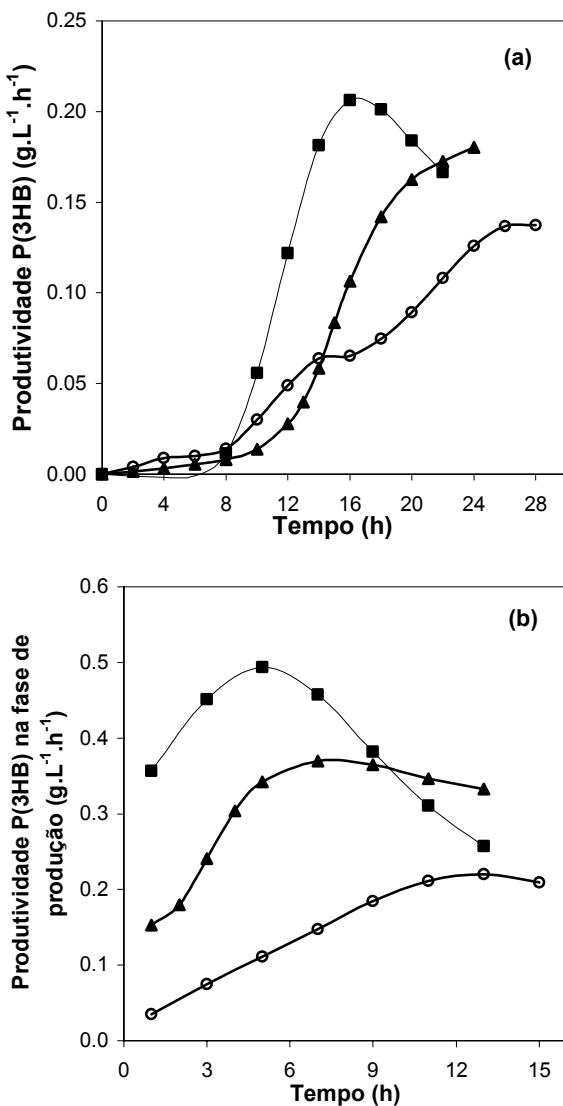 0.25
(a)
0.20
0.15
0.10
0.05
0.00
Produtividade P(3HB) (g.L⁻¹.h⁻¹)
0 4 8 12 16 20 24 28
Tempo (h)
0.6
(b)
0.5
0.4
0.3
0.2
0.1
0.0
Produtividade P(3HB) na fase de
produção (g.L⁻¹.h⁻¹)
0 3 6 9 12 15
Tempo (h)